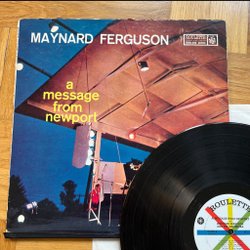 MAYNARD FERGUSON
a
message
from
newport
ROULETTE